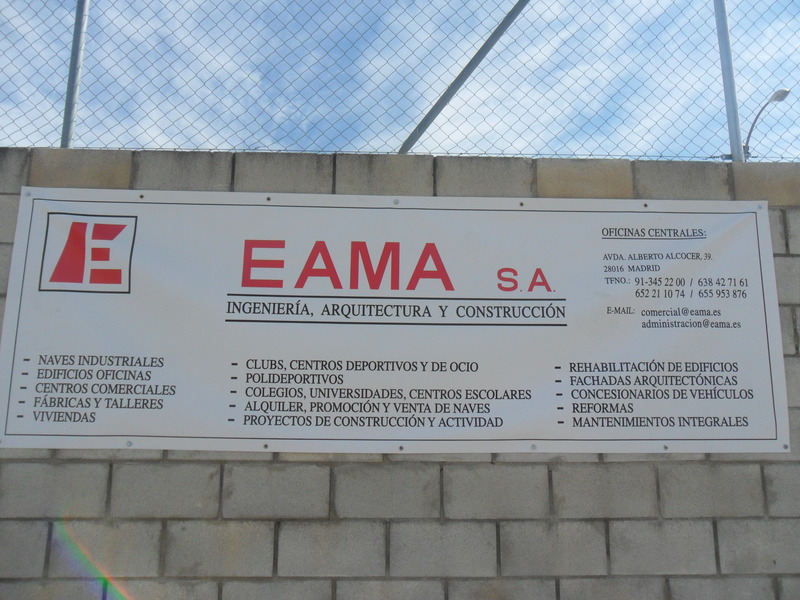 E
EAMA S.A.
INGENIERÍA, ARQUITECTURA Y CONSTRUCCIÓN
OFICINAS CENTRALES:
AVDA. ALBERTO ALCOCER, 39.
28016 MADRID
TFNO.: 91-345 22 00 / 638 42 71 61
652 21 10 74 / 655 953 876
E-MAIL: comercial@eama.es
administracion@eama.es
- NAVES INDUSTRIALES
- EDIFICIOS OFICINAS
- CENTROS COMERCIALES
- FÁBRICAS Y TALLERES
- VIVIENDAS
- CLUBS, CENTROS DEPORTIVOS Y DE OCIO
- POLIDEPORTIVOS
- COLEGIOS, UNIVERSIDADES, CENTROS ESCOLARES
- ALQUILER, PROMOCIÓN Y VENTA DE NAVES
- PROYECTOS DE CONSTRUCCIÓN Y ACTIVIDAD
- REHABILITACIÓN DE EDIFICIOS
- FACHADAS ARQUITECTÓNICAS
- CONCESIONARIOS DE VEHÍCULOS
- REFORMAS
- MANTENIMIENTOS INTEGRALES